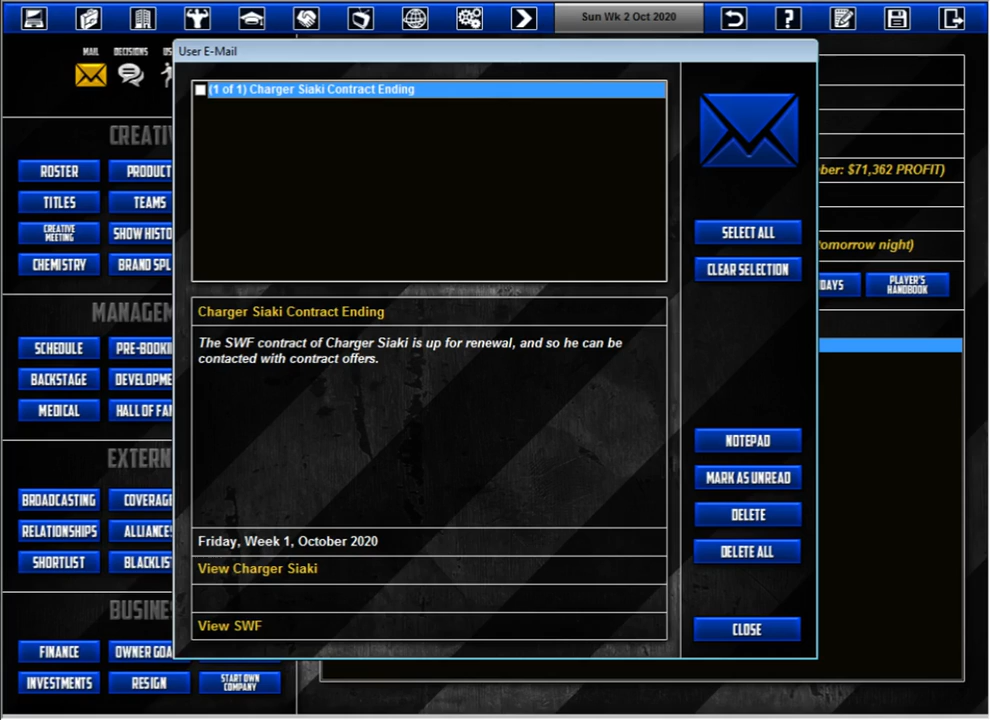 Sun Wk 2 Oct 2020
User E-Mail
MAIL
DECISIONS
(1 of 1) Charger Siaki Contract Ending
ROSTER
PRODUCT
TITLES
TEAMS
CREATIVE MEETING
SHOW HISTO
CHEMISTRY
BRAND SPL
MANAGEM
SCHEDULE
PRE-BOOKI
BACKSTAGE
DEVELOPME
MEDICAL
HALL OF FA
EXTERN
BROADCASTING
COVERAGE
RELATIONSHIPS
ALLIANCES
SHORTLIST
BLACKLIS
BUSINE
FINANCE
OWNER GOA
INVESTMENTS
RESIGN
START OWN COMPANY
Charger Siaki Contract Ending
The SWF contract of Charger Siaki is up for renewal, and so he can be
contacted with contract offers.
Friday, Week 1, October 2020
View Charger Siaki
View SWF
SELECT ALL
CLEAR SELECTION
NOTEPAD
MARK AS UNREAD
DELETE
DELETE ALL
CLOSE
ber: $71,362 PROFIT)
tomorrow night)
DAYS
PLAYER'S HANDBOOK